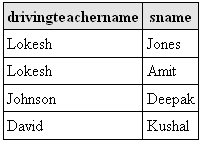 drivingteachername sname
Lokesh Jones
Lokesh Amit
Johnson Deepak
David Kushal